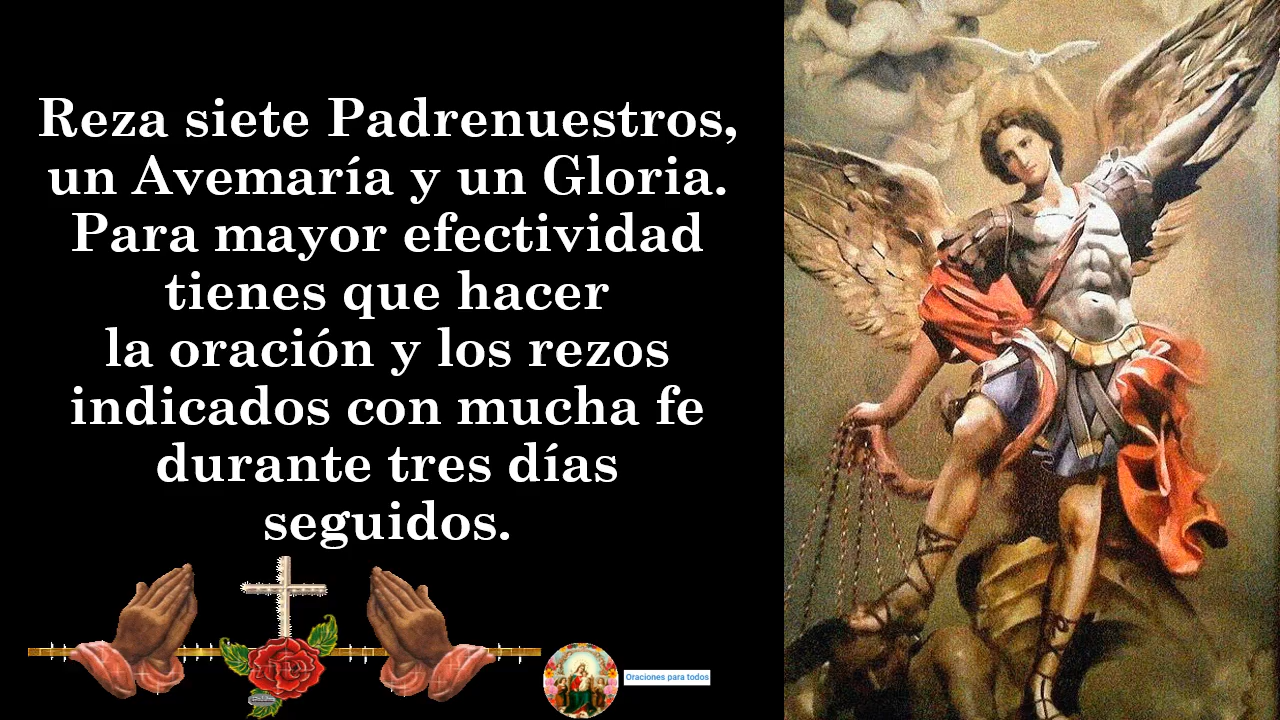 Reza siete Padrenuestros,
un Avemaría y un Gloria.
Para mayor efectividad
tienes que hacer
la oración y los rezos
indicados con mucha fe
durante tres días
seguidos.
Oraciones para todos